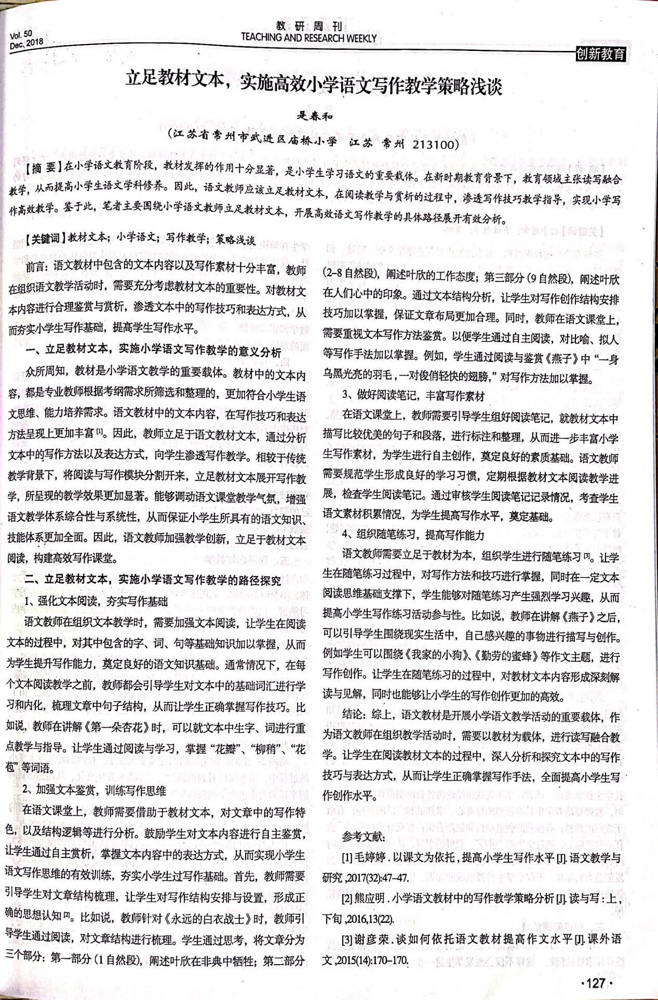 Vol. 50
Dec, 2018
教研周刊
TEACHING AND RESEARCH WEEKLY
创新教育
立足教材文本，实施高效小学语文写作教学策略浅谈
是春和
（江苏省常州市武进区庙桥小学 江苏 常州 213100）
【摘 要】在小学语文教育阶段，教材发挥的作用十分显著，是小学生学习语文的重要载体。在新时期教育背景下，教育领域主张读写融合
教学，从而提高小学生语文学科修养。因此，语文教师应该立足教材文本，在阅读教学与赏析的过程中，渗透写作技巧教学指导，实现小学写
作高效教学。鉴于此，笔者主要围绕小学语文教师立足教材文本，开展高效语文写作教学的具体路径展开有效分析。
【关键词】教材文本；小学语文；写作教学；策略浅谈
前言：语文教材中包含的文本内容以及写作素材十分丰富，教师
在组织语文教学活动时，需要充分考虑教材文本的重要性。对教材文
本内容进行合理鉴赏与赏析，渗透文本中的写作技巧和表达方式，从
而夯实小学生写作基础，提高学生写作水平。
一、立足教材文本，实施小学语文写作教学的意义分析
众所周知，教材是小学语文教学的重要载体。教材中的文本内
容，都是专业教师根据考纲需求所筛选和整理的，更加符合小学生语
文思维、能力培养需求。语文教材中的文本内容，在写作技巧和表达
方法呈现上更加丰富[1]。因此，教师立足于语文教材文本，通过分析
文本中的写作方法以及表达方式，向学生渗透写作教学。相较于传统
教学背景下，将阅读与写作模块分割开来，立足教材文本展开写作教
学，所呈现的教学效果更加显著。能够调动语文课堂教学气氛，增强
语文教学体系综合性与系统性，从而保证小学生所具有的语文知识、
技能体系更加全面。因此，语文教师加强教学创新，立足于教材文本
阅读，构建高效写作课堂。
二、立足教材文本，实施小学语文写作教学的路径探究
1、强化文本阅读，夯实写作基础
语文教师在组织文本教学时，需要加强文本阅读，让学生在阅读
文本的过程中，对其中包含的字、词、句等基础知识加以掌握，从而
为学生提升写作能力，奠定良好的语文知识基础。通常情况下，在每
个文本阅读教学之前，教师都会引导学生对文本中的基础词汇进行学
习和内化，梳理文章中句子结构，从而让学生正确掌握写作技巧。比
如说，教师在讲解《第一朵杏花》时，可以就文本中生字、词进行重
点教学与指导。让学生通过阅读与学习，掌握“花瓣”、“柳稍”、“花
苞”等词语。
2、加强文本鉴赏，训练写作思维
在语文课堂上，教师需要借助于教材文本，对文章中的写作特
色，以及结构逻辑等进行分析。鼓励学生对文本内容进行自主鉴赏，
让学生通过自主赏析，掌握文本内容中的表达方式，从而实现小学生
语文写作思维的有效训练，夯实小学生过写作基础。首先，教师需要
引导学生对文章结构梳理，让学生对写作结构安排与设置，形成正
确的思想认知[2]。比如说，教师针对《永远的白衣战士》时，教师引
导学生通过阅读，对文章结构进行梳理。学生通过思考，将文章分为
三个部分：第一部分（1自然段），阐述叶欣在非典中牺牲；第二部分
（2-8自然段），阐述叶欣的工作态度；第三部分（9自然段），阐述叶欣
在人们心中的印象。通过文本结构分析，让学生对写作创作结构安排
技巧加以掌握，保证文章布局更加合理。同时，教师在语文课堂上，
需要重视文本写作方法鉴赏。以便学生通过自主阅读，对比喻、拟人
等写作手法加以掌握。例如，学生通过阅读与鉴赏《燕子》中“一身
乌黑光亮的羽毛，一对俊俏轻快的翅膀，”对写作方法加以掌握。
3、做好阅读笔记，丰富写作素材
在语文课堂上，教师需要引导学生组好阅读笔记，就教材文本中
描写比较优美的句子和段落，进行标注和整理，从而进一步丰富小学
生写作素材，为学生进行自主创作，奠定良好的素质基础。语文教师
需要规范学生形成良好的学习习惯，定期根据教材文本阅读教学进
展，检查学生阅读笔记。通过审核学生阅读笔记记录情况，考查学生
语文素材积累情况，为学生提高写作水平，奠定基础。
4、组织随笔练习，提高写作能力
语文教师需要立足于教材为本，组织学生进行随笔练习[3]。让学
生在随笔练习过程中，对写作方法和技巧进行掌握，同时在一定文本
阅读思维基础支撑下，学生能够对随笔练习产生强烈学习兴趣，从而
提高小学生写作练习活动参与性。比如说，教师在讲解《燕子》之后，
可以引导学生围绕现实生活中，自己感兴趣的事物进行描写与创作。
例如学生可以围绕《我家的小狗》、《勤劳的蜜蜂》等作文主题，进行
写作创作。让学生在随笔练习的过程中，对教材文本内容形成深刻解
读与见解，同时也能够让小学生的写作创作更加的高效。
结论：综上，语文教材是开展小学语文教学活动的重要载体，作
为语文教师在组织教学活动时，需要以教材为载体，进行读写融合教
学。让学生在阅读教材文本的过程中，深入分析和探究文本中的写作
技巧与表达方式，从而让学生正确掌握写作手法，全面提高小学生写
作创作水平。
参考文献：
[1]毛婷婷.以课文为依托,提高小学生写作水平[J].语文教学与
研究,2017(32):47-47.
[2]熊应明.小学语文教材中的写作教学策略分析[J].读与写:上,
下旬,2016,13(22).
[3]谢彦荣.谈如何依托语文教材提高作文水平[J].课外语
文,2015(14):170-170.
·127·